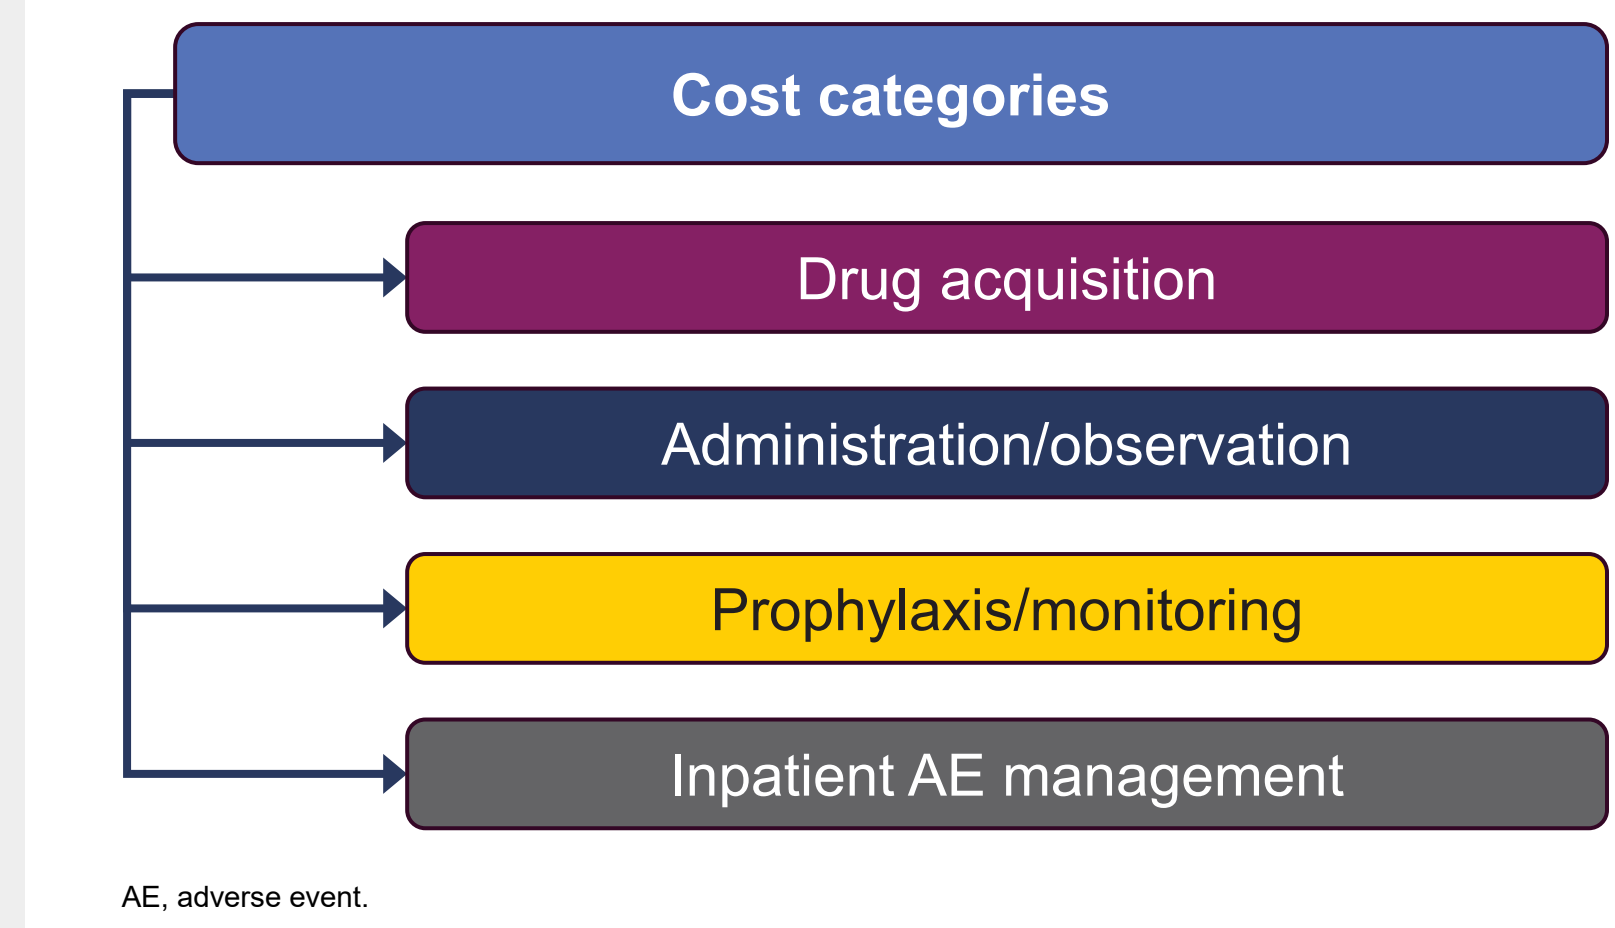 Cost categories
Drug acquisition
Administration/observation
Prophylaxis/monitoring
Inpatient AE management
AE, adverse event.